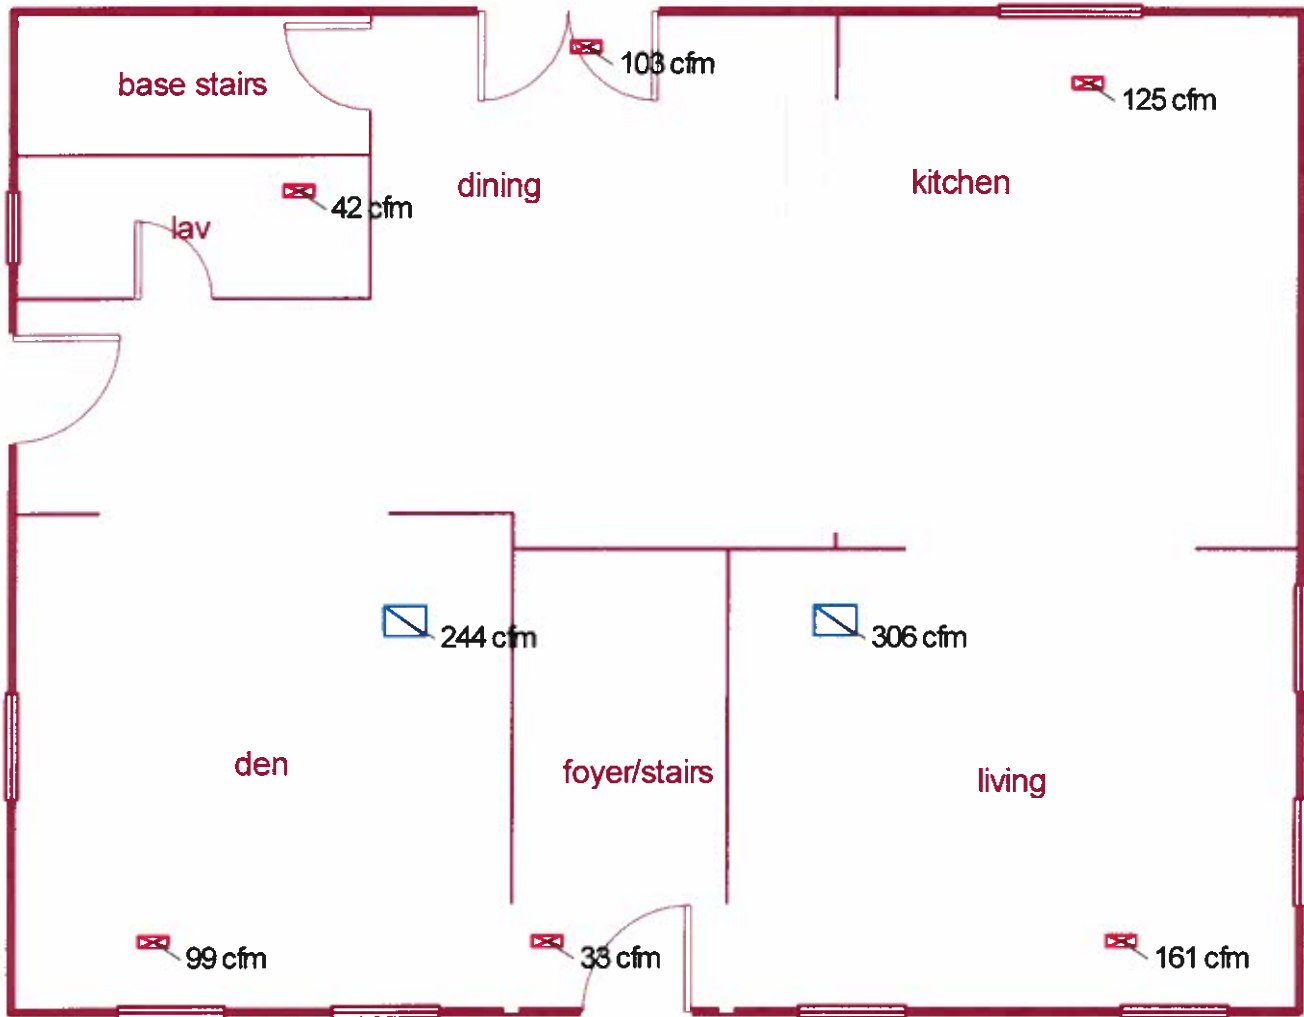 103 cfm
base stairs
125 cfm
dining
kitchen
42 cfm
lav
244 cfm
306 cfm
den
foyer/stairs
living
99 cfm
33 cfm
161 cfm